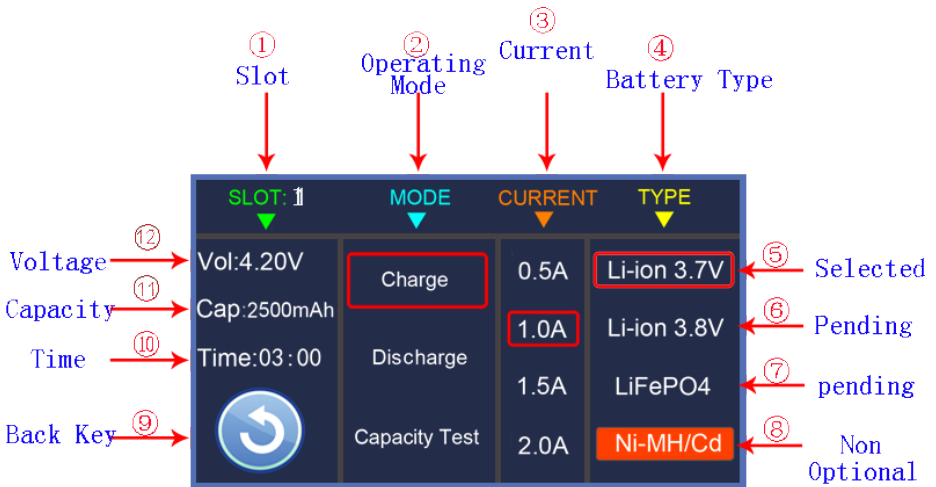 ① ② ③ ④
Slot
Operating
Mode
Current
Battery Type
SLOT: 1
MODE
CURRENT
TYPE
⑫
Voltage
Vol:4.20V
Charge
0.5A
Li-ion 3.7V
⑤
Selected
⑪
Capacity
Cap:2500mAh
1.0A
Li-ion 3.8V
⑥
Pending
⑩
Time
Time:03:00
Discharge
1.5A
LiFePO4
⑦
pending
⑨
Back Key
Capacity Test
2.0A
Ni-MH/Cd
⑧
Non
Optional